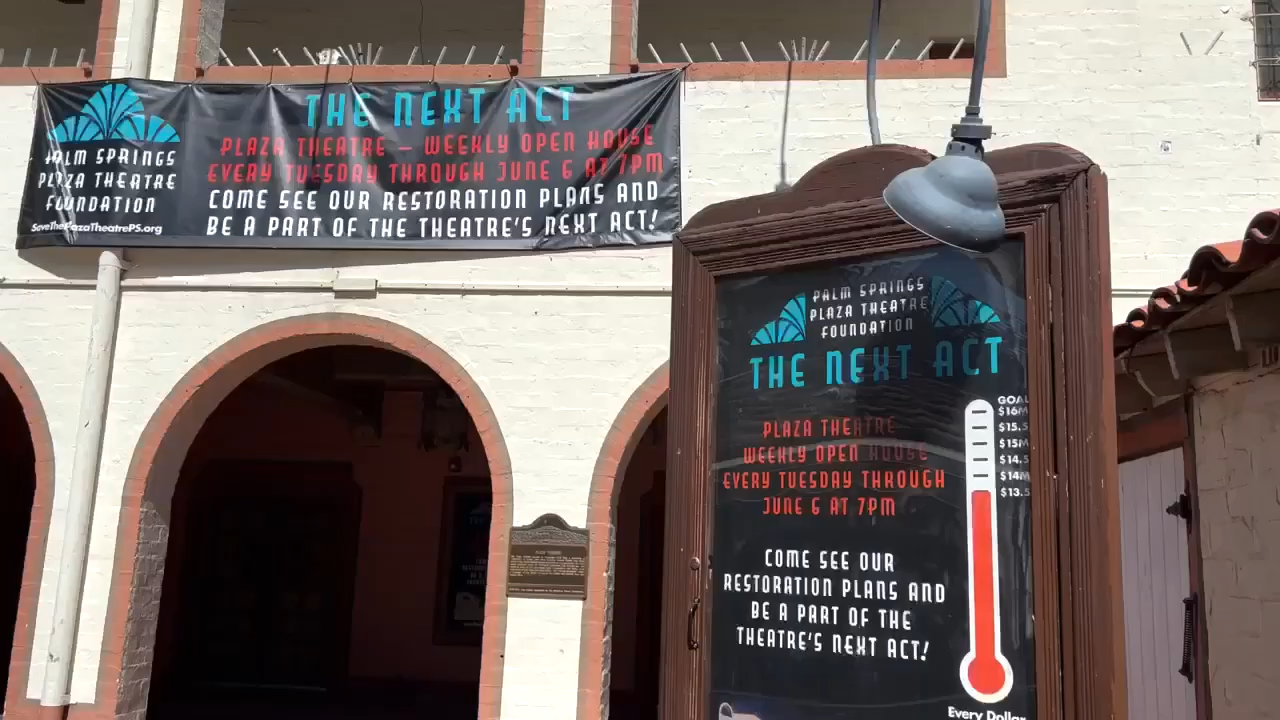 THE NEXT ACT
PLAZA THEATRE – WEEKLY OPEN HOUSE
EVERY TUESDAY THROUGH JUNE 6 AT 7PM
COME SEE OUR RESTORATION PLANS AND
BE A PART OF THE THEATRE'S NEXT ACT!
PALM SPRINGS
PLAZA THEATRE
FOUNDATION
SaveThePlazaTheatrePS.org
PALM SPRINGS
PLAZA THEATRE
FOUNDATION
THE NEXT ACT
PLAZA THEATRE
WEEKLY OPEN HOUSE
EVERY TUESDAY THROUGH
JUNE 6 AT 7PM
COME SEE OUR
RESTORATION PLANS AND
BE A PART OF THE
THEATRE'S NEXT ACT!
GOAL
$16M
$15.5
$15M
$14.5
$14M
$13.5
Every Dollar
PLAZA THEATRE